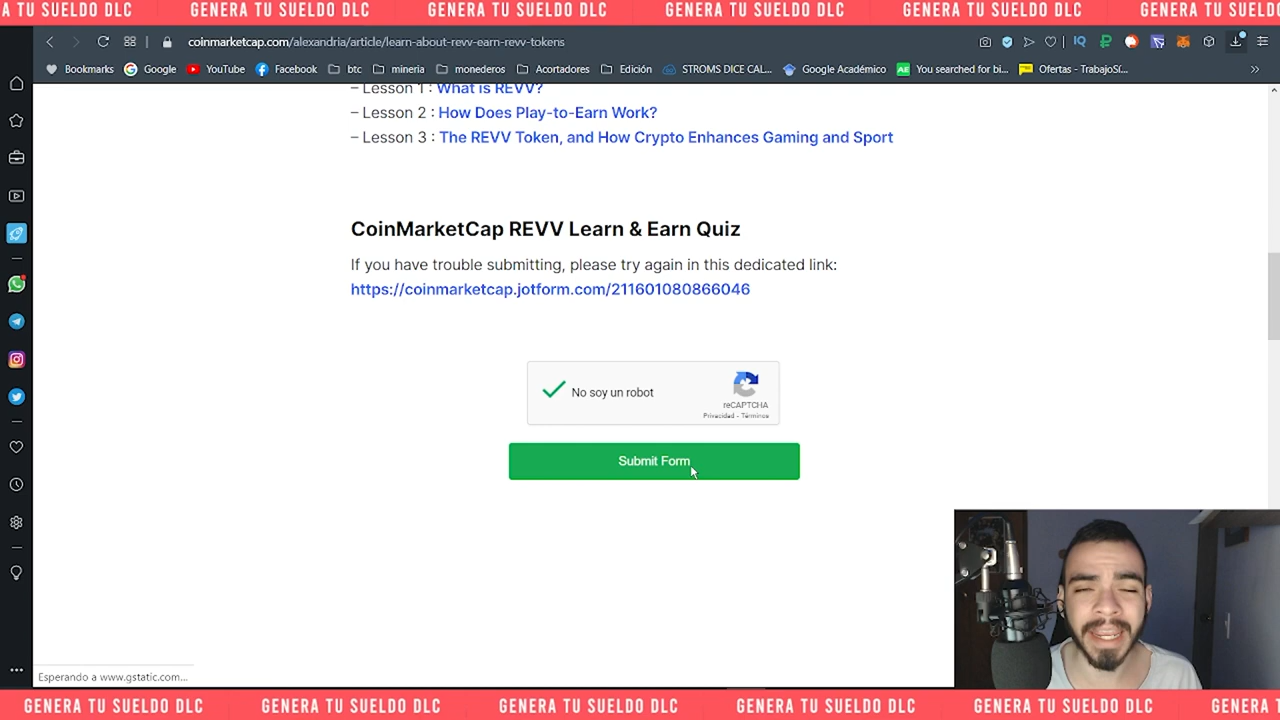 A TU SUELDO DLC GENERA TU SUELDO DLC GENERA TU SUELDO DLC GENERA TU SUELDO DLC GENERA TU SUELDO DLC GENERA TU SUELDO
coinmarketcap.com/alexandria/article/learn-about-revv-earn-revv-tokens
Bookmarks Google YouTube Facebook btc mineria monederos Acortadores Edición STROMS DICE CAL... Google Académico You searched for bi... Ofertas - TrabajoSí...
– Lesson 1 : What is REVV?
– Lesson 2 : How Does Play-to-Earn Work?
– Lesson 3 : The REVV Token, and How Crypto Enhances Gaming and Sport
CoinMarketCap REVV Learn & Earn Quiz
If you have trouble submitting, please try again in this dedicated link:
https://coinmarketcap.jotform.com/211601080866046
No soy un robot
reCAPTCHA
Privacidad - Términos
Submit Form
Esperando a www.gstatic.com...
GENERA TU SUELDO DLC GENERA TU SUELDO DLC GENERA TU SUELDO DLC GENERA TU SUELDO DLC GENERA TU SUELDO DLC GENERA T